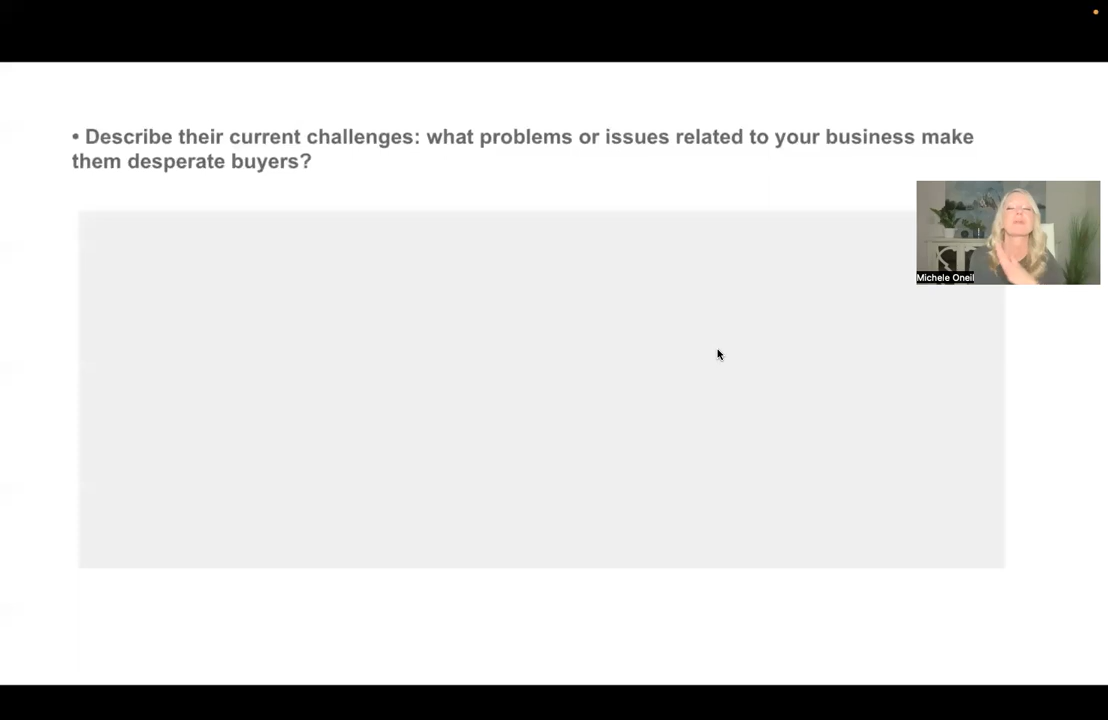 • Describe their current challenges: what problems or issues related to your business make
them desperate buyers?
Michele Oneil